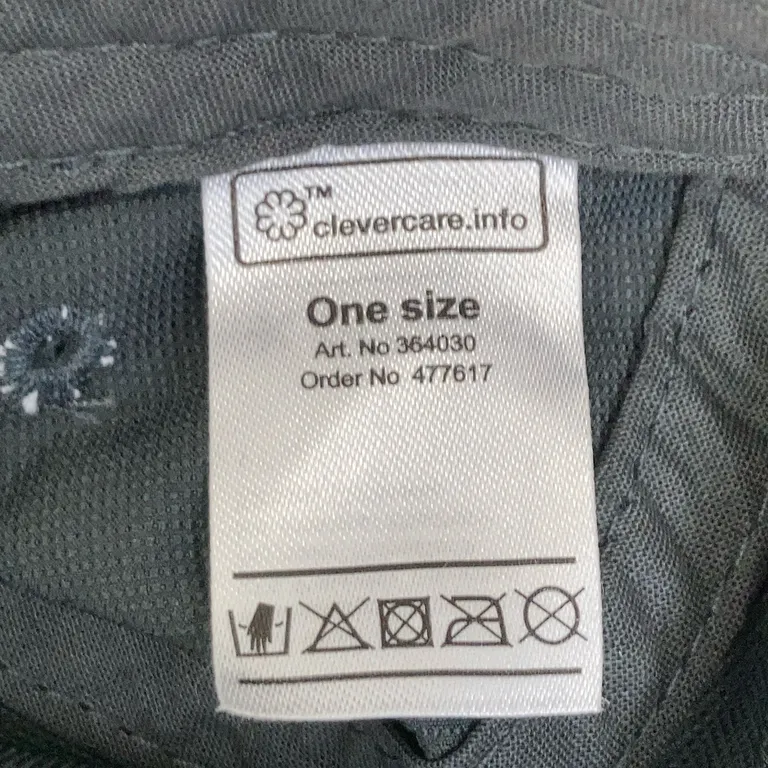 ™
clevercare.info
One size
Art. No 364030
Order No 477617